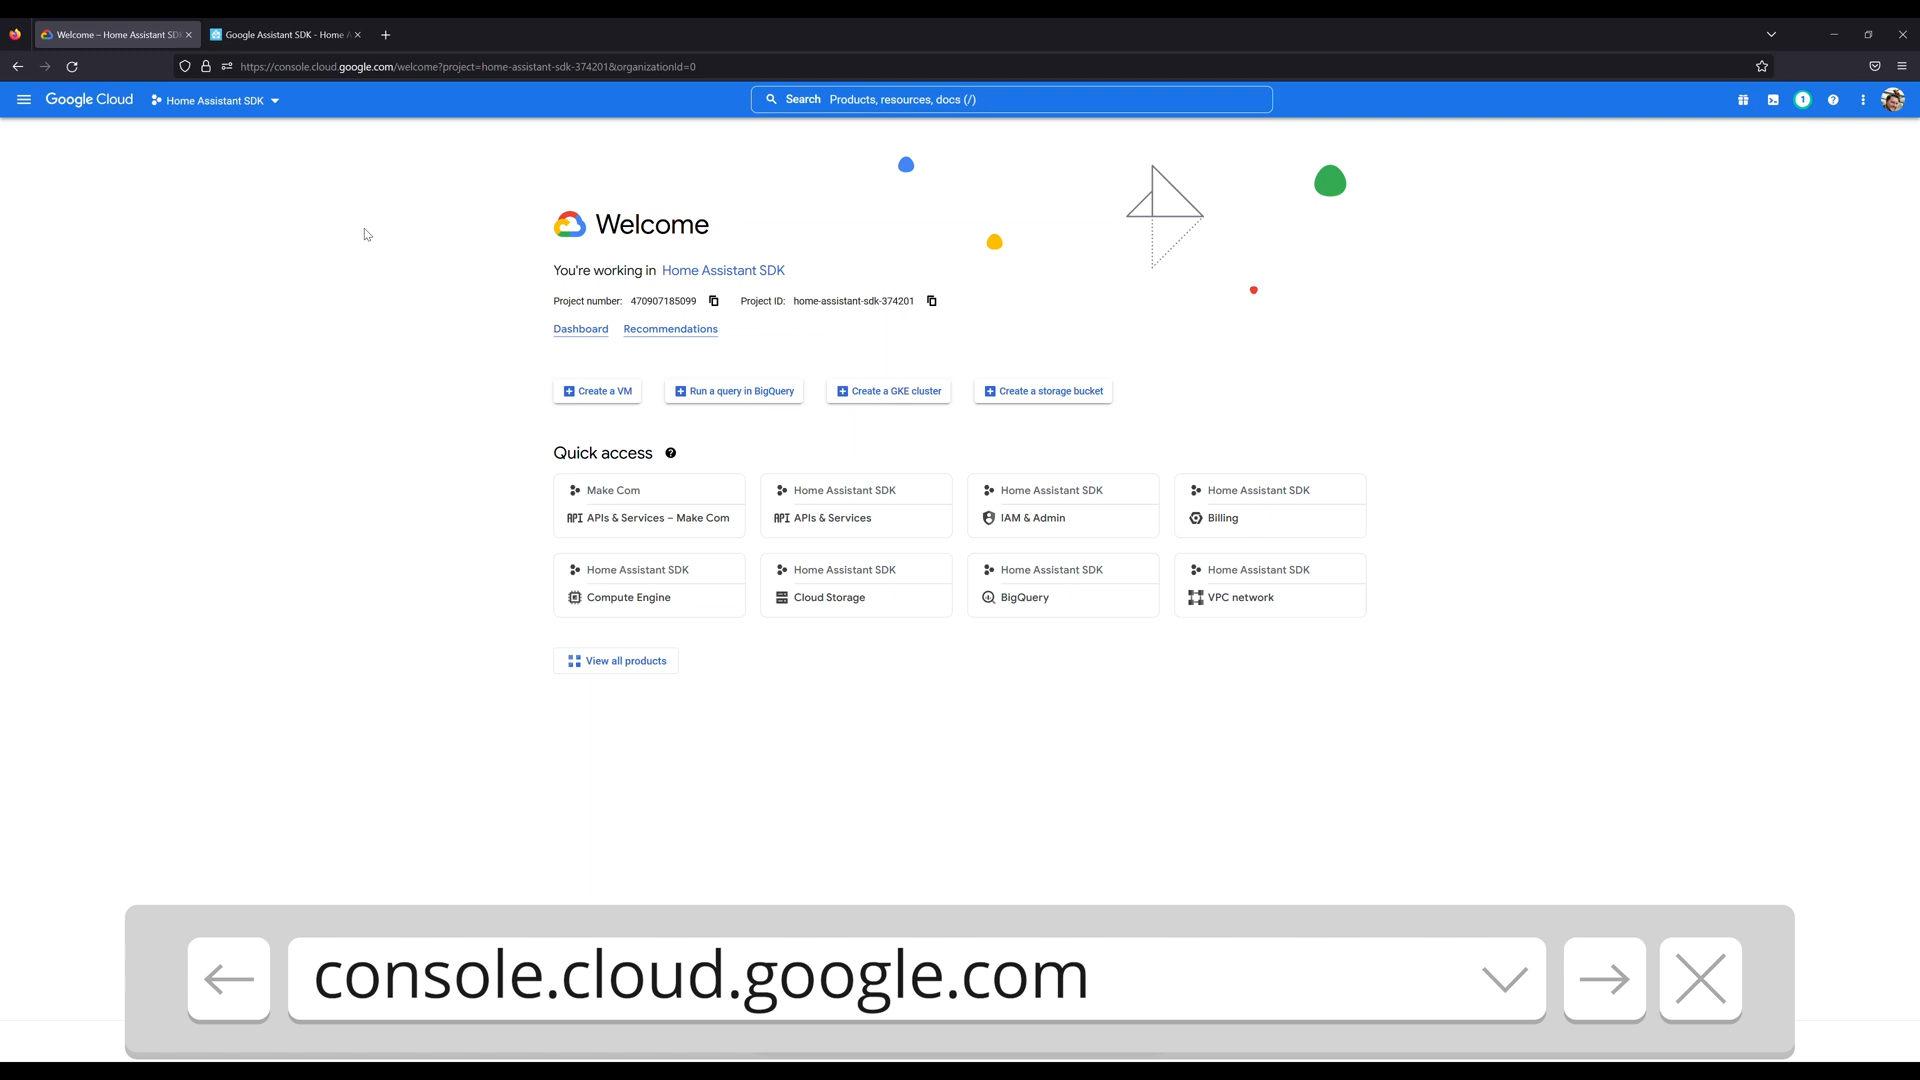 Welcome – Home Assistant SD
Google Assistant SDK - Home A
https://console.cloud.google.com/welcome?project=home-assistant-sdk-374201&organizationId=0
Google Cloud
Home Assistant SDK
Search Products, resources, docs (/)
1
Welcome
You're working in Home Assistant SDK
Project number: 470907185099 Project ID: home-assistant-sdk-374201
Dashboard Recommendations
Create a VM
Run a query in BigQuery
Create a GKE cluster
Create a storage bucket
Quick access
Make Com
API APIs & Services – Make Com
Home Assistant SDK
API APIs & Services
Home Assistant SDK
IAM & Admin
Home Assistant SDK
Billing
Home Assistant SDK
Compute Engine
Home Assistant SDK
Cloud Storage
Home Assistant SDK
BigQuery
Home Assistant SDK
VPC network
View all products
console.cloud.google.com